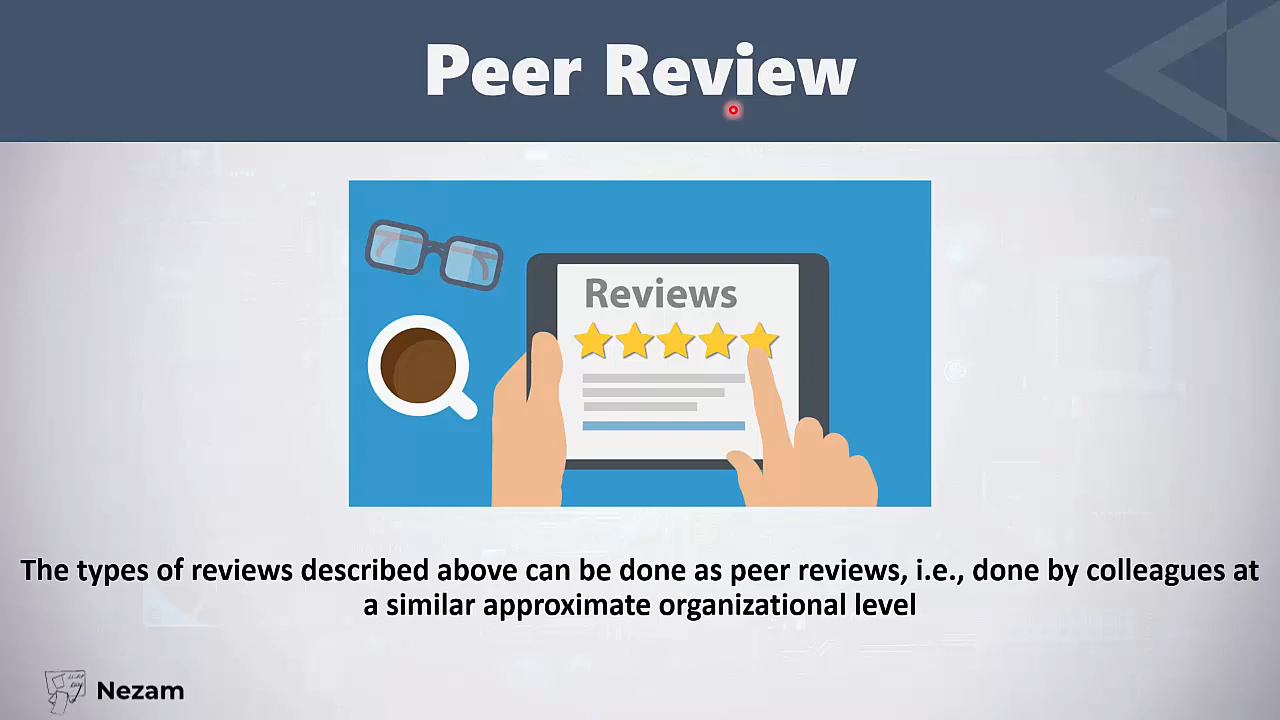 Peer Review
Reviews
The types of reviews described above can be done as peer reviews, i.e., done by colleagues at
a similar approximate organizational level
Nezam